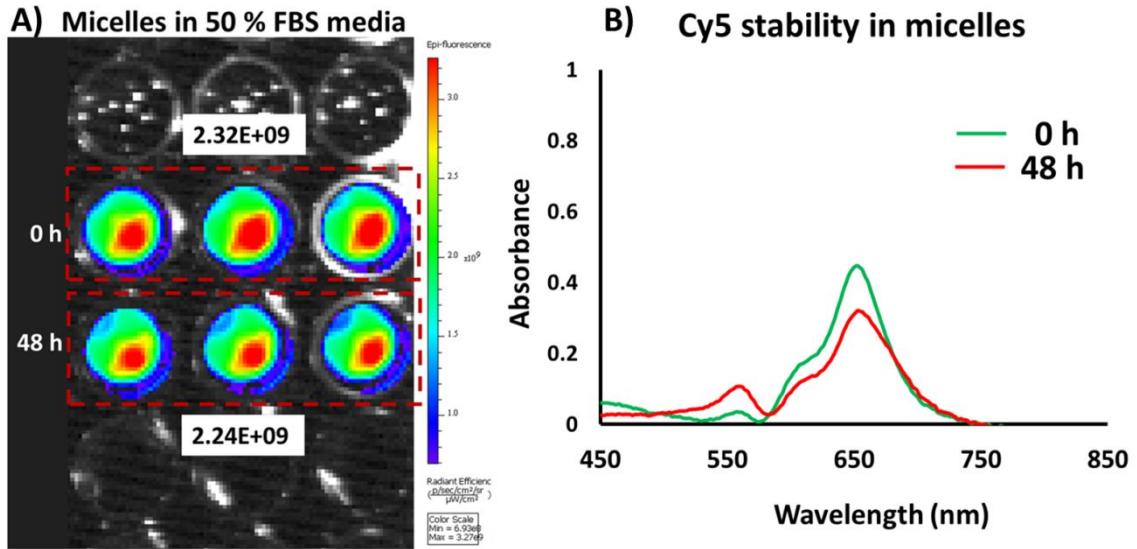 A) Micelles in 50 % FBS media
Epi-fluorescence
2.32E+09
0 h
48 h
2.24E+09
3.0
2.5
2.0
x10⁹
1.5
1.0
Radiant Efficienc
(p/sec/cm²/sr
µW/cm²)
Color Scale
Min = 6.93e8
Max = 3.27e9
B) Cy5 stability in micelles
0 h
48 h
Absorbance
1
0.8
0.6
0.4
0.2
0
450 550 650 750 850
Wavelength (nm)